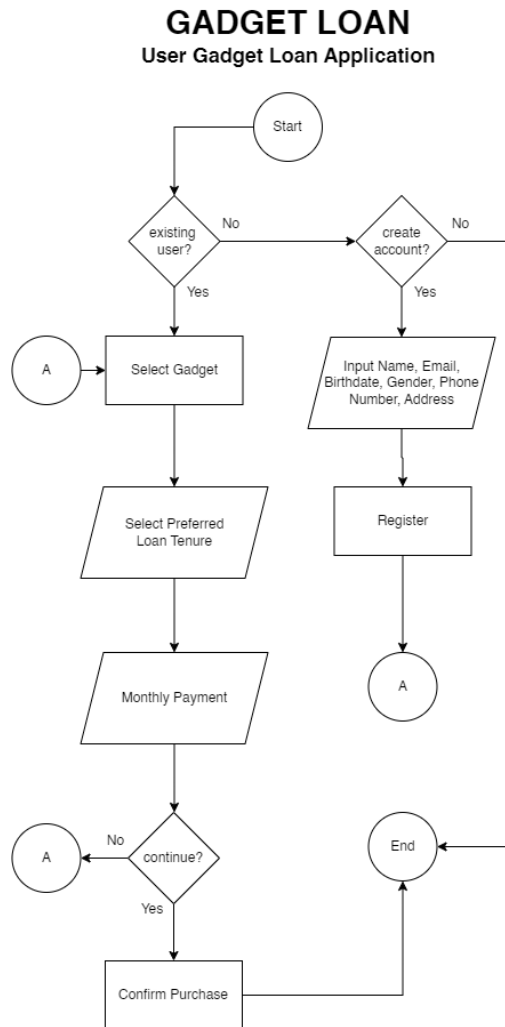 GADGET LOAN
User Gadget Loan Application
Start
existing
user?
No
create
account?
No
Yes
Yes
A
Select Gadget
Input Name, Email,
Birthdate, Gender, Phone
Number, Address
Select Preferred
Loan Tenure
Register
Monthly Payment
A
A
No
continue?
End
Yes
Confirm Purchase